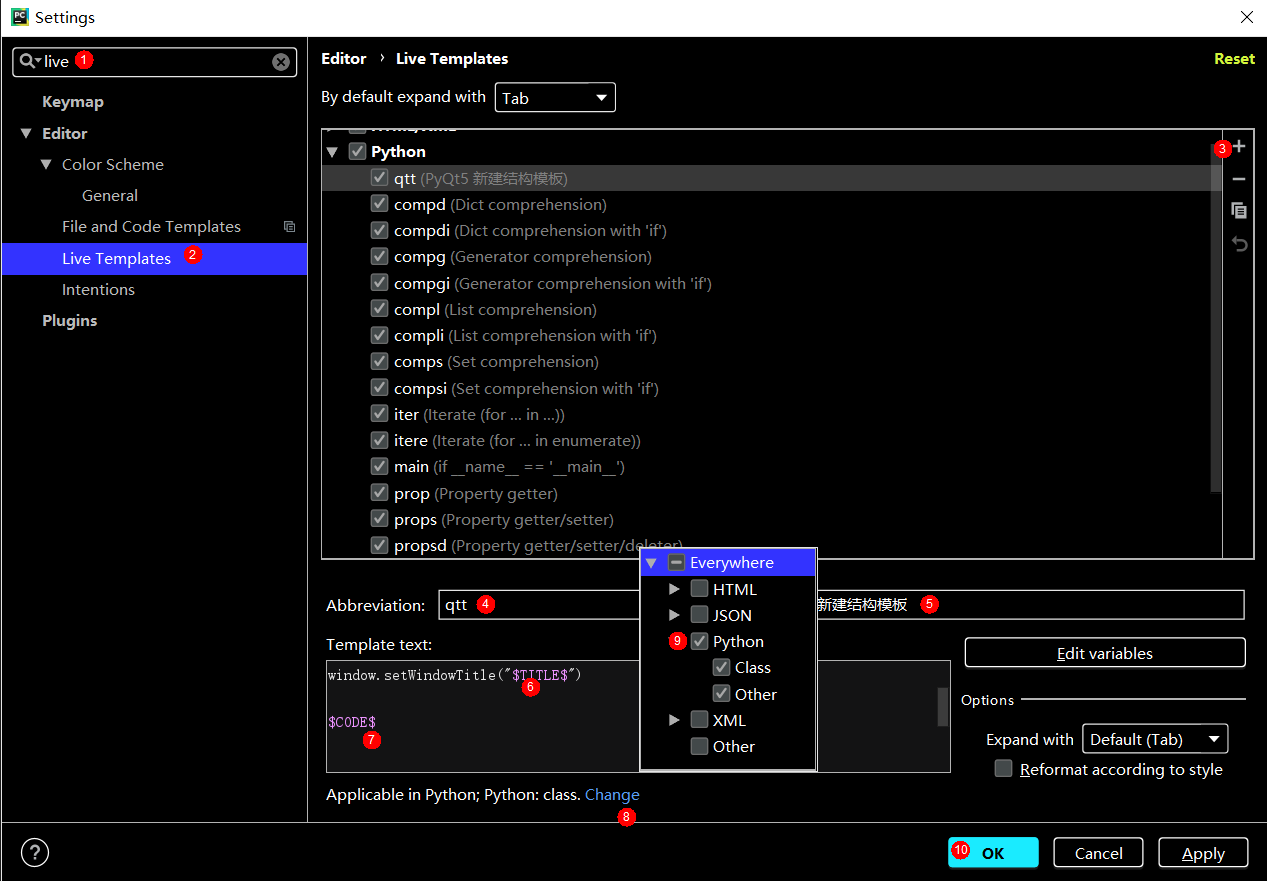 PC Settings
live 1
Keymap
Editor
Color Scheme
General
File and Code Templates
Live Templates 2
Intentions
Plugins
Editor › Live Templates
Reset
By default expand with Tab
Python
3
qtt (PyQt5 新建结构模板)
compd (Dict comprehension)
compdi (Dict comprehension with 'if')
compg (Generator comprehension)
compgi (Generator comprehension with 'if')
compl (List comprehension)
compli (List comprehension with 'if')
comps (Set comprehension)
compsi (Set comprehension with 'if')
iter (Iterate (for ... in ...))
itere (Iterate (for ... in enumerate))
main (if __name__ == '__main__')
prop (Property getter)
props (Property getter/setter)
propsd (Property getter/setter/deleter)
Abbreviation: qtt 4
新建结构模板 5
Everywhere
HTML
JSON
9 Python
Class
Other
XML
Other
Template text:
window.setWindowTitle("$TITLE$")
6
$CODE$
7
Edit variables
Options
Expand with Default (Tab)
Reformat according to style
Applicable in Python; Python: class. Change
8
?
10 OK
Cancel
Apply